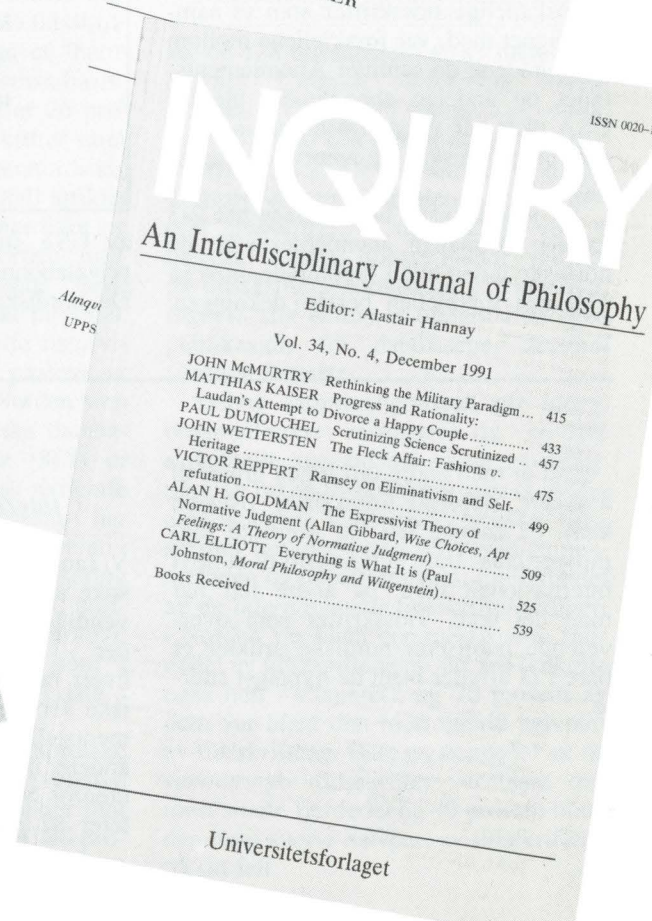 ER
ISSN 0020-
INQUIRY
An Interdisciplinary Journal of Philosophy
Editor: Alastair Hannay
Almqv
UPPS
Vol. 34, No. 4, December 1991
JOHN McMURTRY Rethinking the Military Paradigm ... 415
MATTHIAS KAISER Progress and Rationality:
Laudan's Attempt to Divorce a Happy Couple ............ 433
PAUL DUMOUCHEL Scrutinizing Science Scrutinized .. 457
JOHN WETTERSTEN The Fleck Affair: Fashions v.
Heritage ............ 475
VICTOR REPPERT Ramsey on Eliminativism and Self-
refutation ............ 499
ALAN H. GOLDMAN The Expressivist Theory of
Normative Judgment (Allan Gibbard, Wise Choices, Apt
Feelings: A Theory of Normative Judgment) ............ 509
CARL ELLIOTT Everything is What It is (Paul
Johnston, Moral Philosophy and Wittgenstein) ............ 525
Books Received ............ 539
Universitetsforlaget